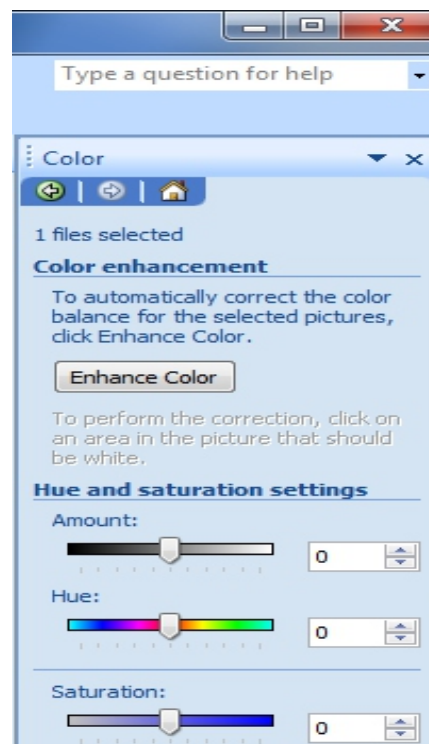 Type a question for help
Color
1 files selected
Color enhancement
To automatically correct the color
balance for the selected pictures,
click Enhance Color.
Enhance Color
To perform the correction, click on
an area in the picture that should
be white.
Hue and saturation settings
Amount:
0
Hue:
0
Saturation:
0